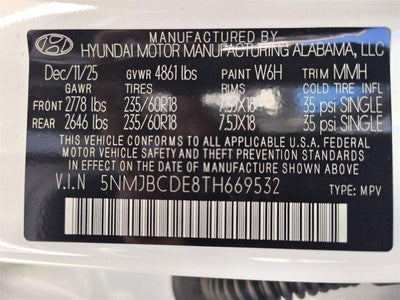 MANUFACTURED BY
HYUNDAI MOTOR MANUFACTURING ALABAMA, LLC
Dec/11/25 GVWR 4861 lbs PAINT W6H TRIM MMH
GAWR TIRES RIMS COLD TIRE INFL
FRONT 2778 lbs 235/60R18 7.5JX18 35 psi SINGLE
REAR 2646 lbs 235/60R18 7.5JX18 35 psi SINGLE
THIS VEHICLE CONFORMS TO ALL APPLICABLE U.S. FEDERAL
MOTOR VEHICLE SAFETY, BUMPER, AND THEFT PREVENTION STANDARDS
IN EFFECT ON THE DATE OF MANUFACTURE SHOWN ABOVE.
V.I.N 5NMJBCDE8TH669532 TYPE: MPV